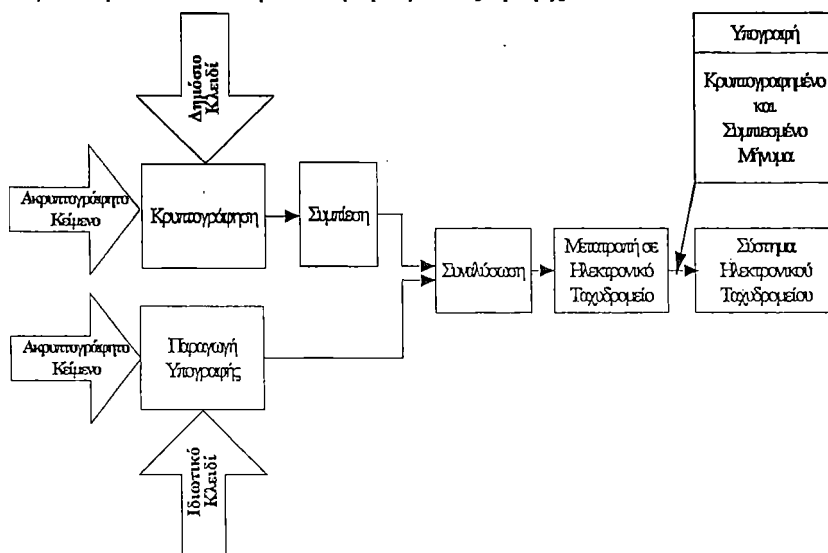 Δημόσιο
Κλειδί
Υπογραφή
Κρυπτογραφημένο
και
Συμπιεσμένο
Μήνυμα
Ακρυπτογράφητο
Κείμενο
Κρυπτογράφηση
Συμπίεση
Συναλύσωση
Μετατροπή σε
Ηλεκτρονικό
Ταχυδρομείο
Σύστημα
Ηλεκτρονικού
Ταχυδρομείου
Ακρυπτογράφητο
Κείμενο
Παραγωγή
Υπογραφής
Ιδιωτικό
Κλειδί